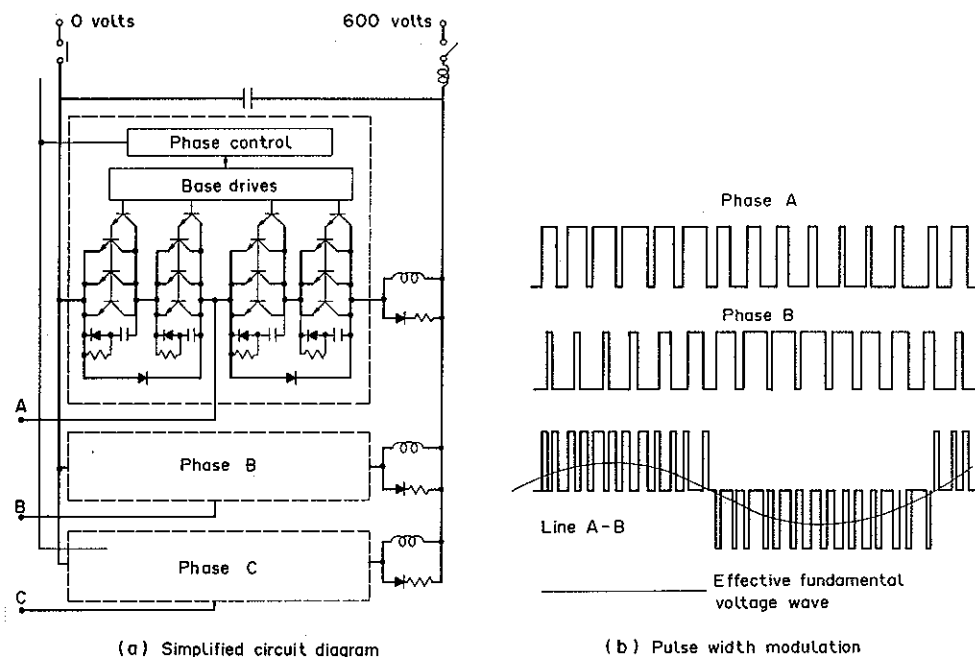 0 volts
600 volts
Phase control
Base drives
A
Phase B
B
Phase C
C
(a) Simplified circuit diagram
Phase A
Phase B
Line A-B
Effective fundamental
voltage wave
(b) Pulse width modulation